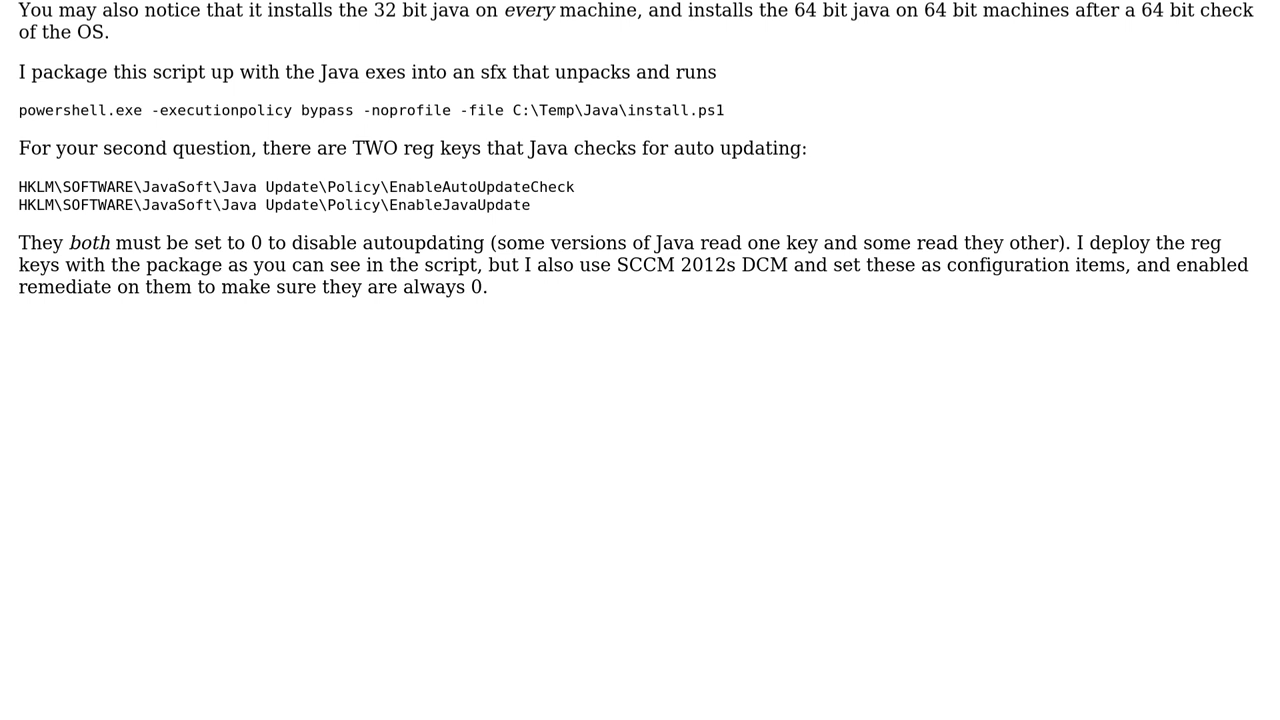 You may also notice that it installs the 32 bit java on every machine, and installs the 64 bit java on 64 bit machines after a 64 bit check
of the OS.
I package this script up with the Java exes into an sfx that unpacks and runs
powershell.exe -executionpolicy bypass -noprofile -file C:\Temp\Java\install.ps1
For your second question, there are TWO reg keys that Java checks for auto updating:
HKLM\SOFTWARE\JavaSoft\Java Update\Policy\EnableAutoUpdateCheck
HKLM\SOFTWARE\JavaSoft\Java Update\Policy\EnableJavaUpdate
They both must be set to 0 to disable autoupdating (some versions of Java read one key and some read they other). I deploy the reg
keys with the package as you can see in the script, but I also use SCCM 2012s DCM and set these as configuration items, and enabled
remediate on them to make sure they are always 0.